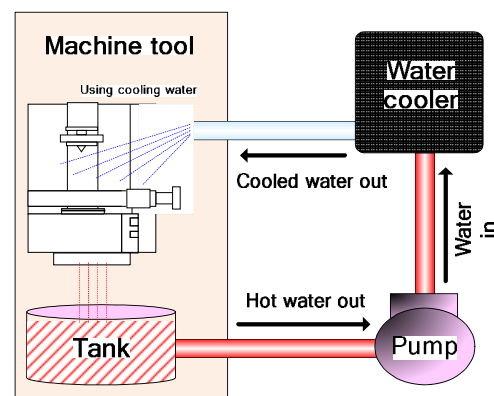 Machine tool
Using cooling water
Water
cooler
Cooled water out
Water
in
Hot water out
Tank
Pump